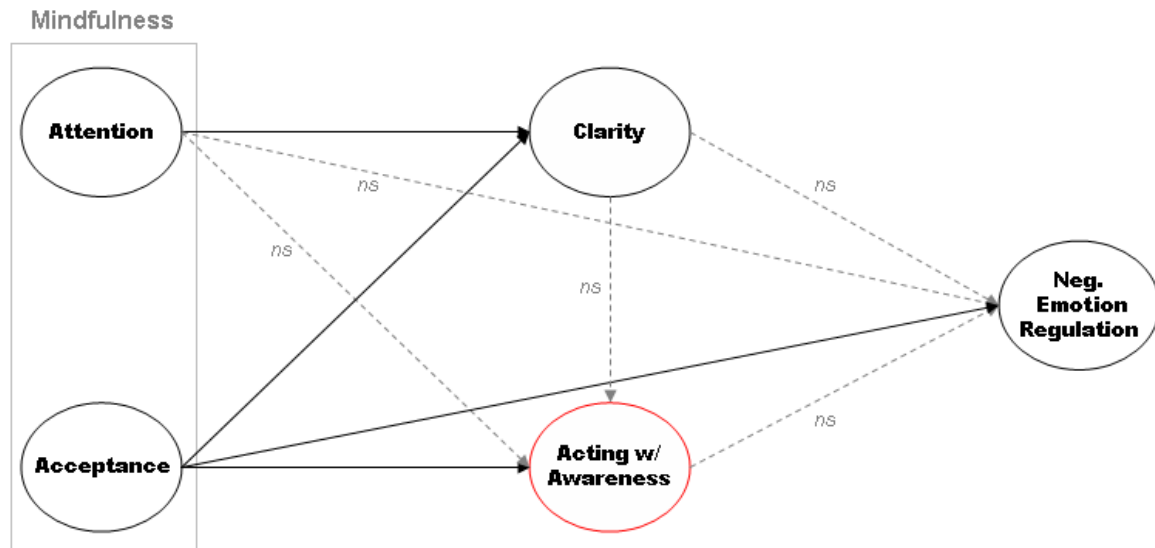 Mindfulness
Attention
Clarity
ns
ns
ns
ns
Neg.
Emotion
Regulation
ns
Acceptance
Acting w/
Awareness